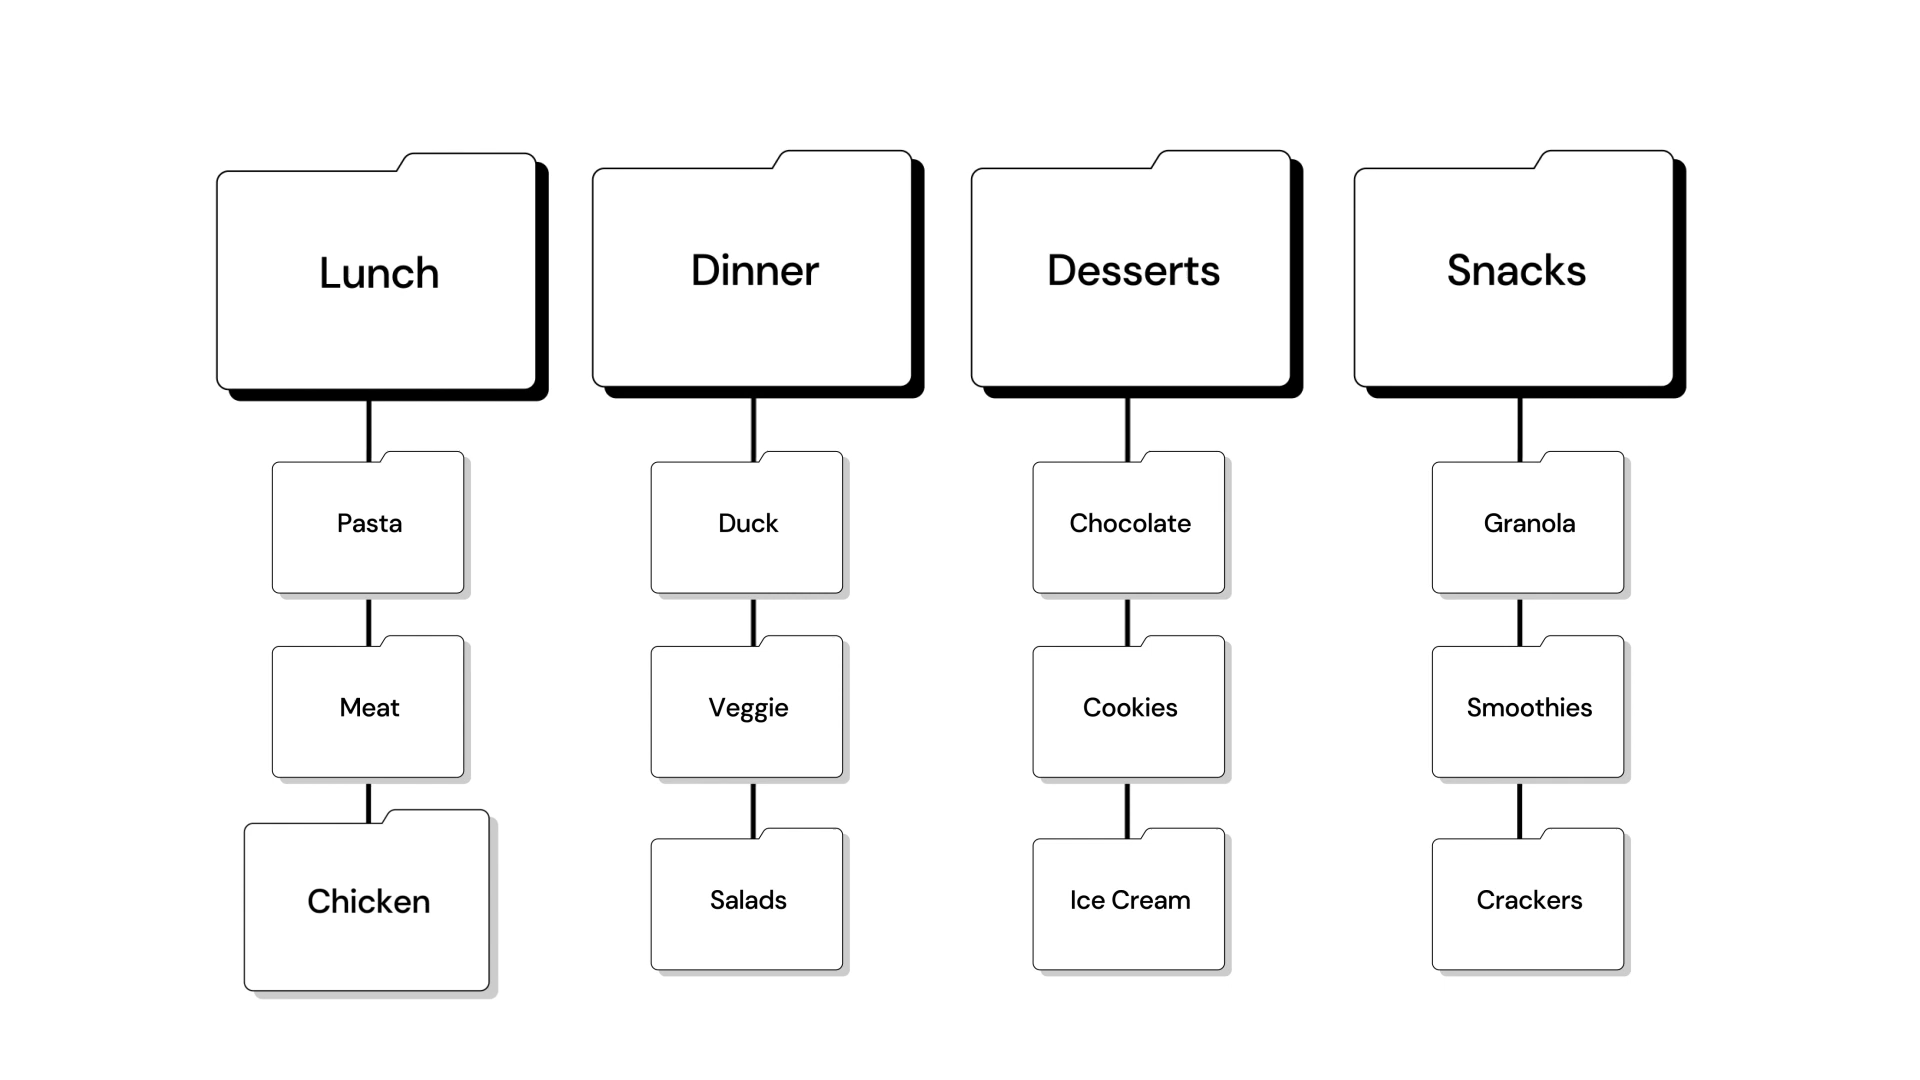 Lunch
Dinner
Desserts
Snacks
Pasta
Duck
Chocolate
Granola
Meat
Veggie
Cookies
Smoothies
Chicken
Salads
Ice Cream
Crackers